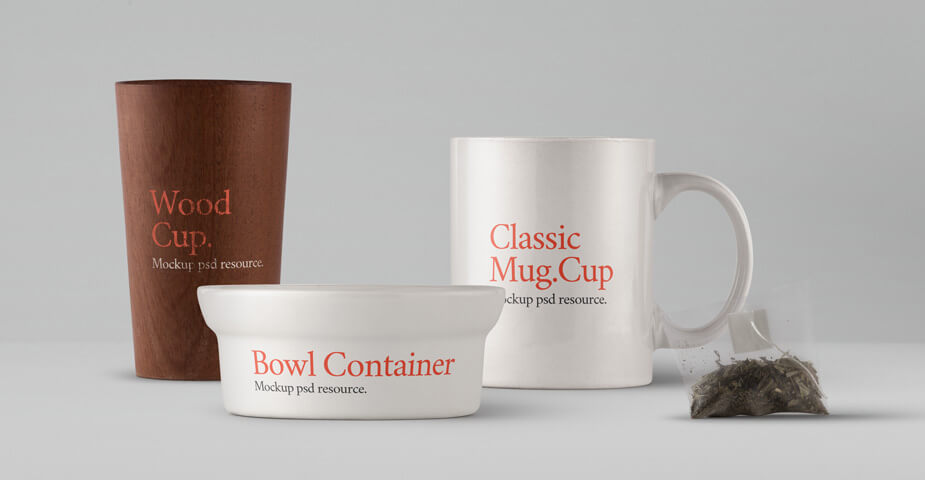 Wood
Cup.
Mockup psd resource.
Classic
Mug.Cup
ockup psd resource.
Bowl Container
Mockup psd resource.